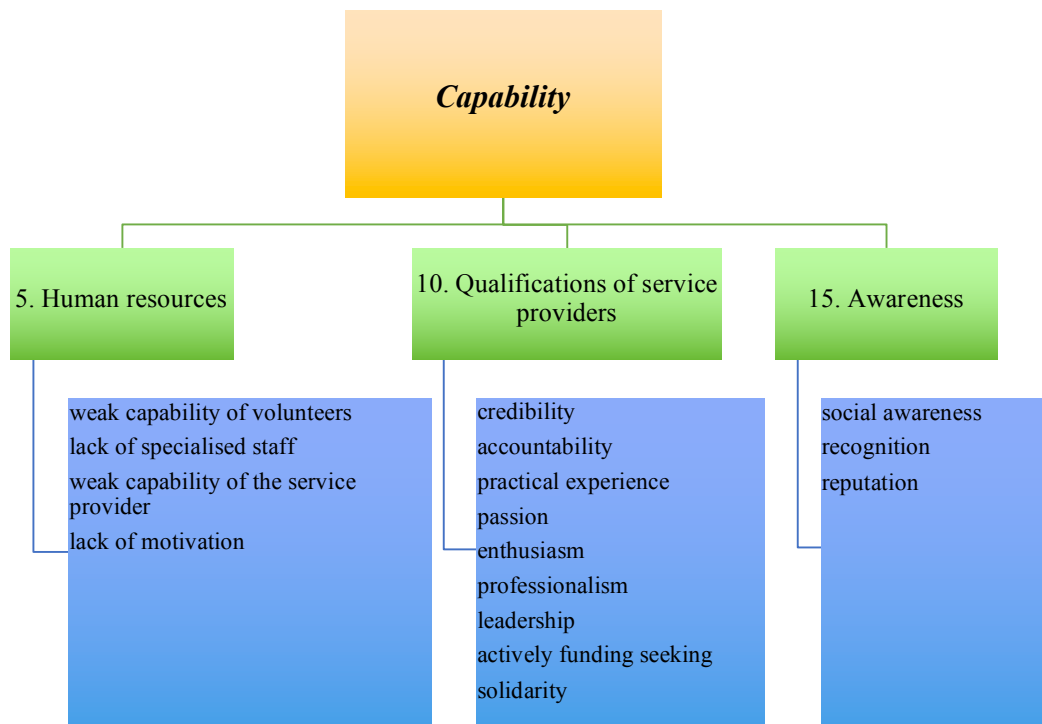 Capability
5. Human resources
10. Qualifications of service
providers
15. Awareness
weak capability of volunteers
lack of specialised staff
weak capability of the service
provider
lack of motivation
credibility
accountability
practical experience
passion
enthusiasm
professionalism
leadership
actively funding seeking
solidarity
social awareness
recognition
reputation